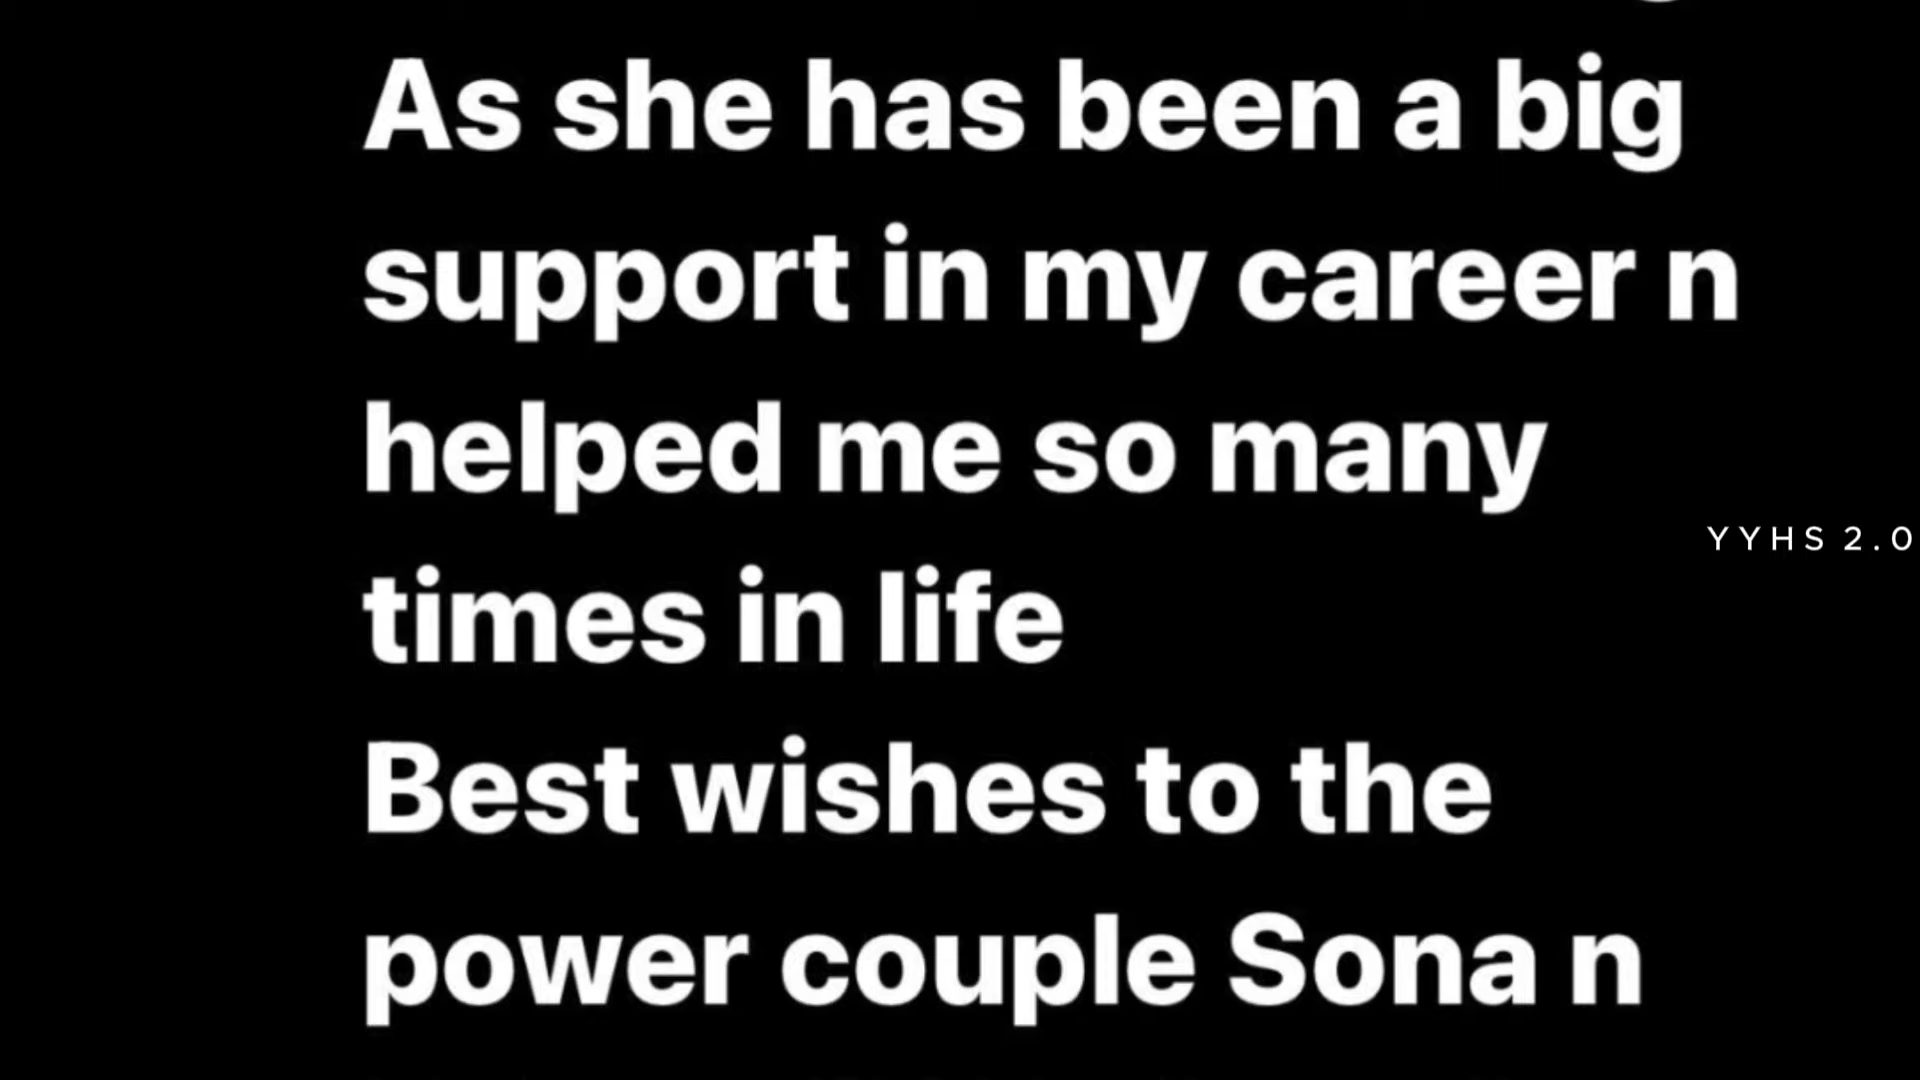 As she has been a big
support in my career n
helped me so many
times in life
YYHS 2.0
Best wishes to the
power couple Sona n